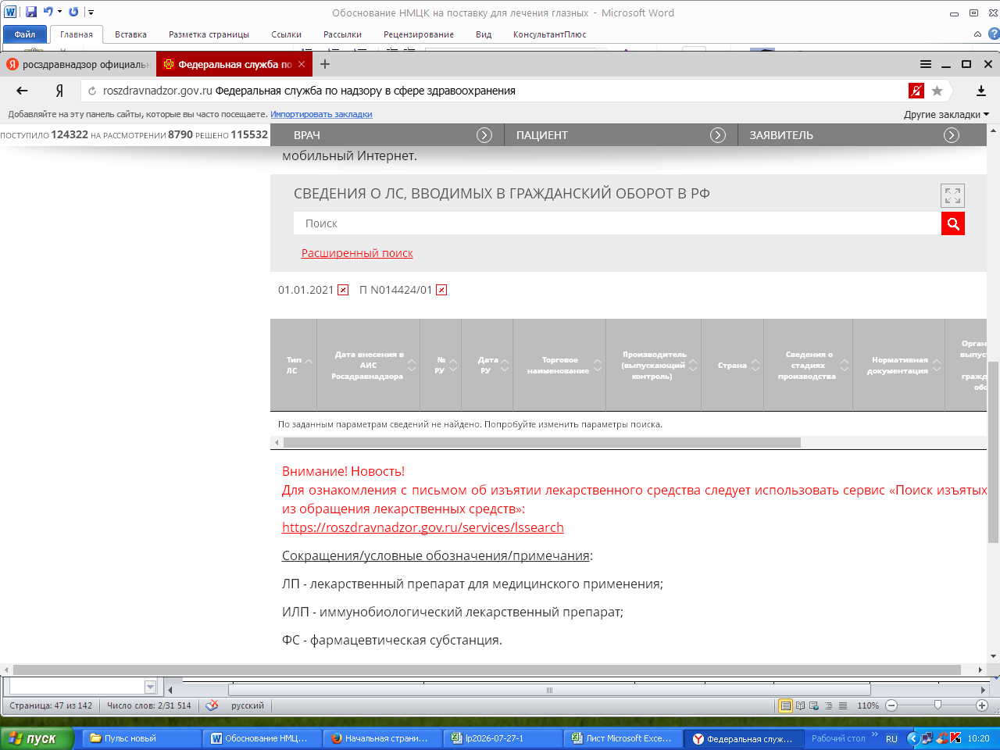 Обоснование НМЦК на поставку для лечения глазных - Microsoft Word
Файл Главная Вставка Разметка страницы Ссылки Рассылки Рецензирование Вид КонсультантПлюс
росздравнадзор официальн Федеральная служба по
roszdravnadzor.gov.ru Федеральная служба по надзору в сфере здравоохранения
Добавляйте на эту панель сайты, которые вы часто посещаете. Импортировать закладки Другие закладки
ПОСТУПИЛО 124322 НА РАССМОТРЕНИИ 8790 РЕШЕНО 115532 ВРАЧ ПАЦИЕНТ ЗАЯВИТЕЛЬ
мобильный Интернет.
СВЕДЕНИЯ О ЛС, ВВОДИМЫХ В ГРАЖДАНСКИЙ ОБОРОТ В РФ
Поиск
Расширенный поиск
01.01.2021 П N014424/01
Тип ЛС
Дата внесения в АИС Росздравнадзора
№ РУ
Дата РУ
Торговое наименование
Производитель (выпускающий контроль)
Страна
Сведения о стадиях производства
Нормативная документация
Орган
выпус
гражд
обо
По заданным параметрам сведений не найдено. Попробуйте изменить параметры поиска.
Внимание! Новость!
Для ознакомления с письмом об изъятии лекарственного средства следует использовать сервис «Поиск изъятых
из обращения лекарственных средств»:
https://roszdravnadzor.gov.ru/services/lssearch
Сокращения/условные обозначения/примечания:
ЛП - лекарственный препарат для медицинского применения;
ИЛП - иммунобиологический лекарственный препарат;
ФС - фармацевтическая субстанция.
Страница: 47 из 142 Число слов: 2/31 514 русский 110%
пуск Пульс новый Обоснование НМЦ... Начальная страни... lp2026-07-27-1 Лист Microsoft Exce... Федеральная служ... Рабочий стол RU 10:20